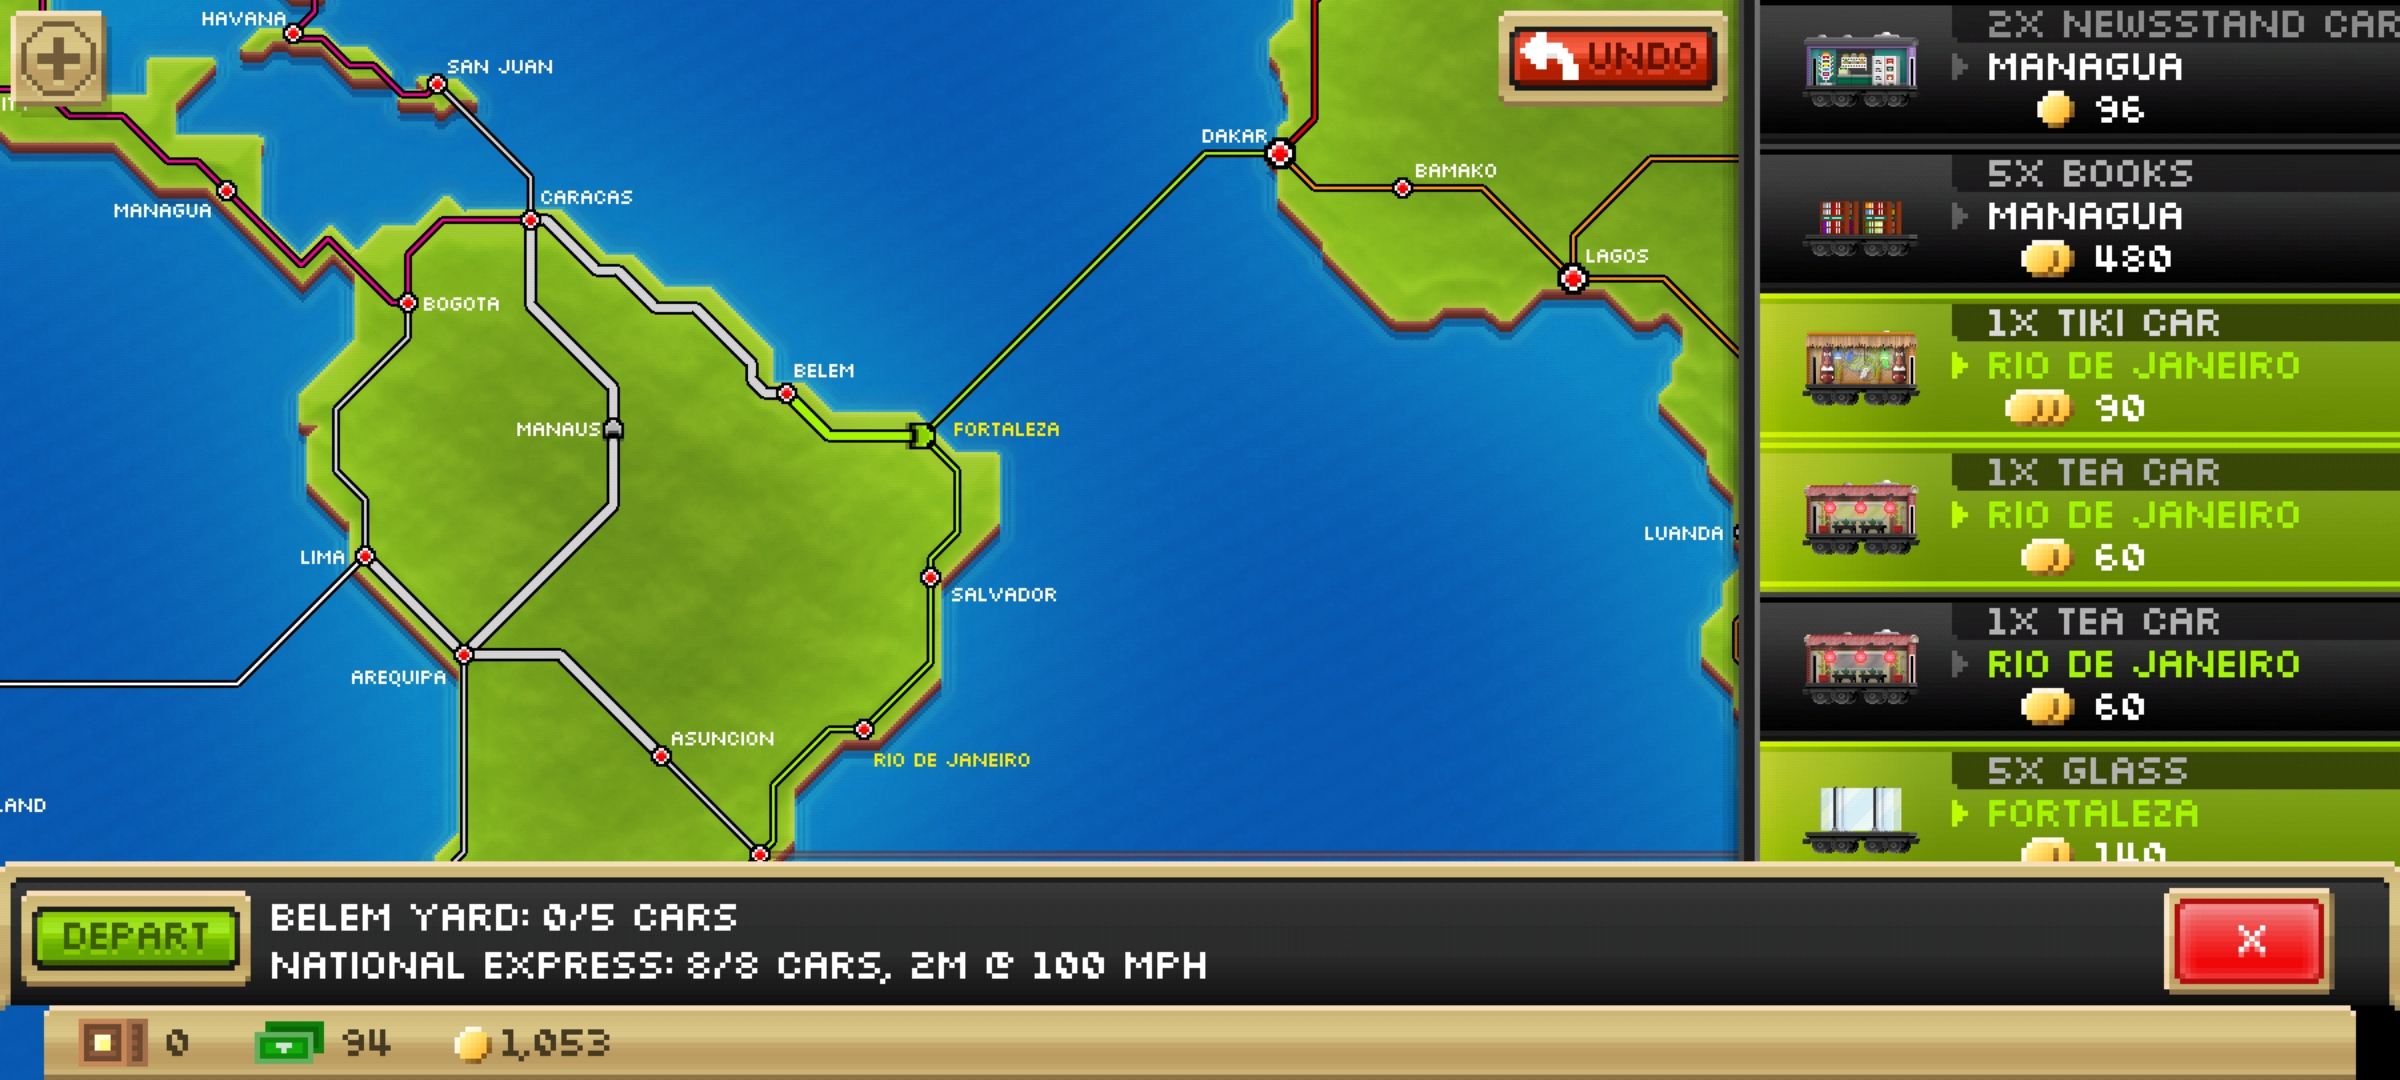 HAVANA
SAN JUAN
CARACAS
MANAGUA
BOGOTA
BELEM
MANAUS
FORTALEZA
LIMA
SALVADOR
AREQUIPA
ASUNCION
RIO DE JANEIRO
LAND
DAKAR
BAMAKO
LAGOS
LUANDA
UNDO
2X NEWSSTAND CAR
MANAGUA
96
5X BOOKS
MANAGUA
480
1X TIKI CAR
RIO DE JANEIRO
90
1X TEA CAR
RIO DE JANEIRO
60
1X TEA CAR
RIO DE JANEIRO
60
5X GLASS
FORTALEZA
140
DEPART
BELEM YARD: 0/5 CARS
NATIONAL EXPRESS: 8/8 CARS, 2M @ 100 MPH
X
0
94
1,053